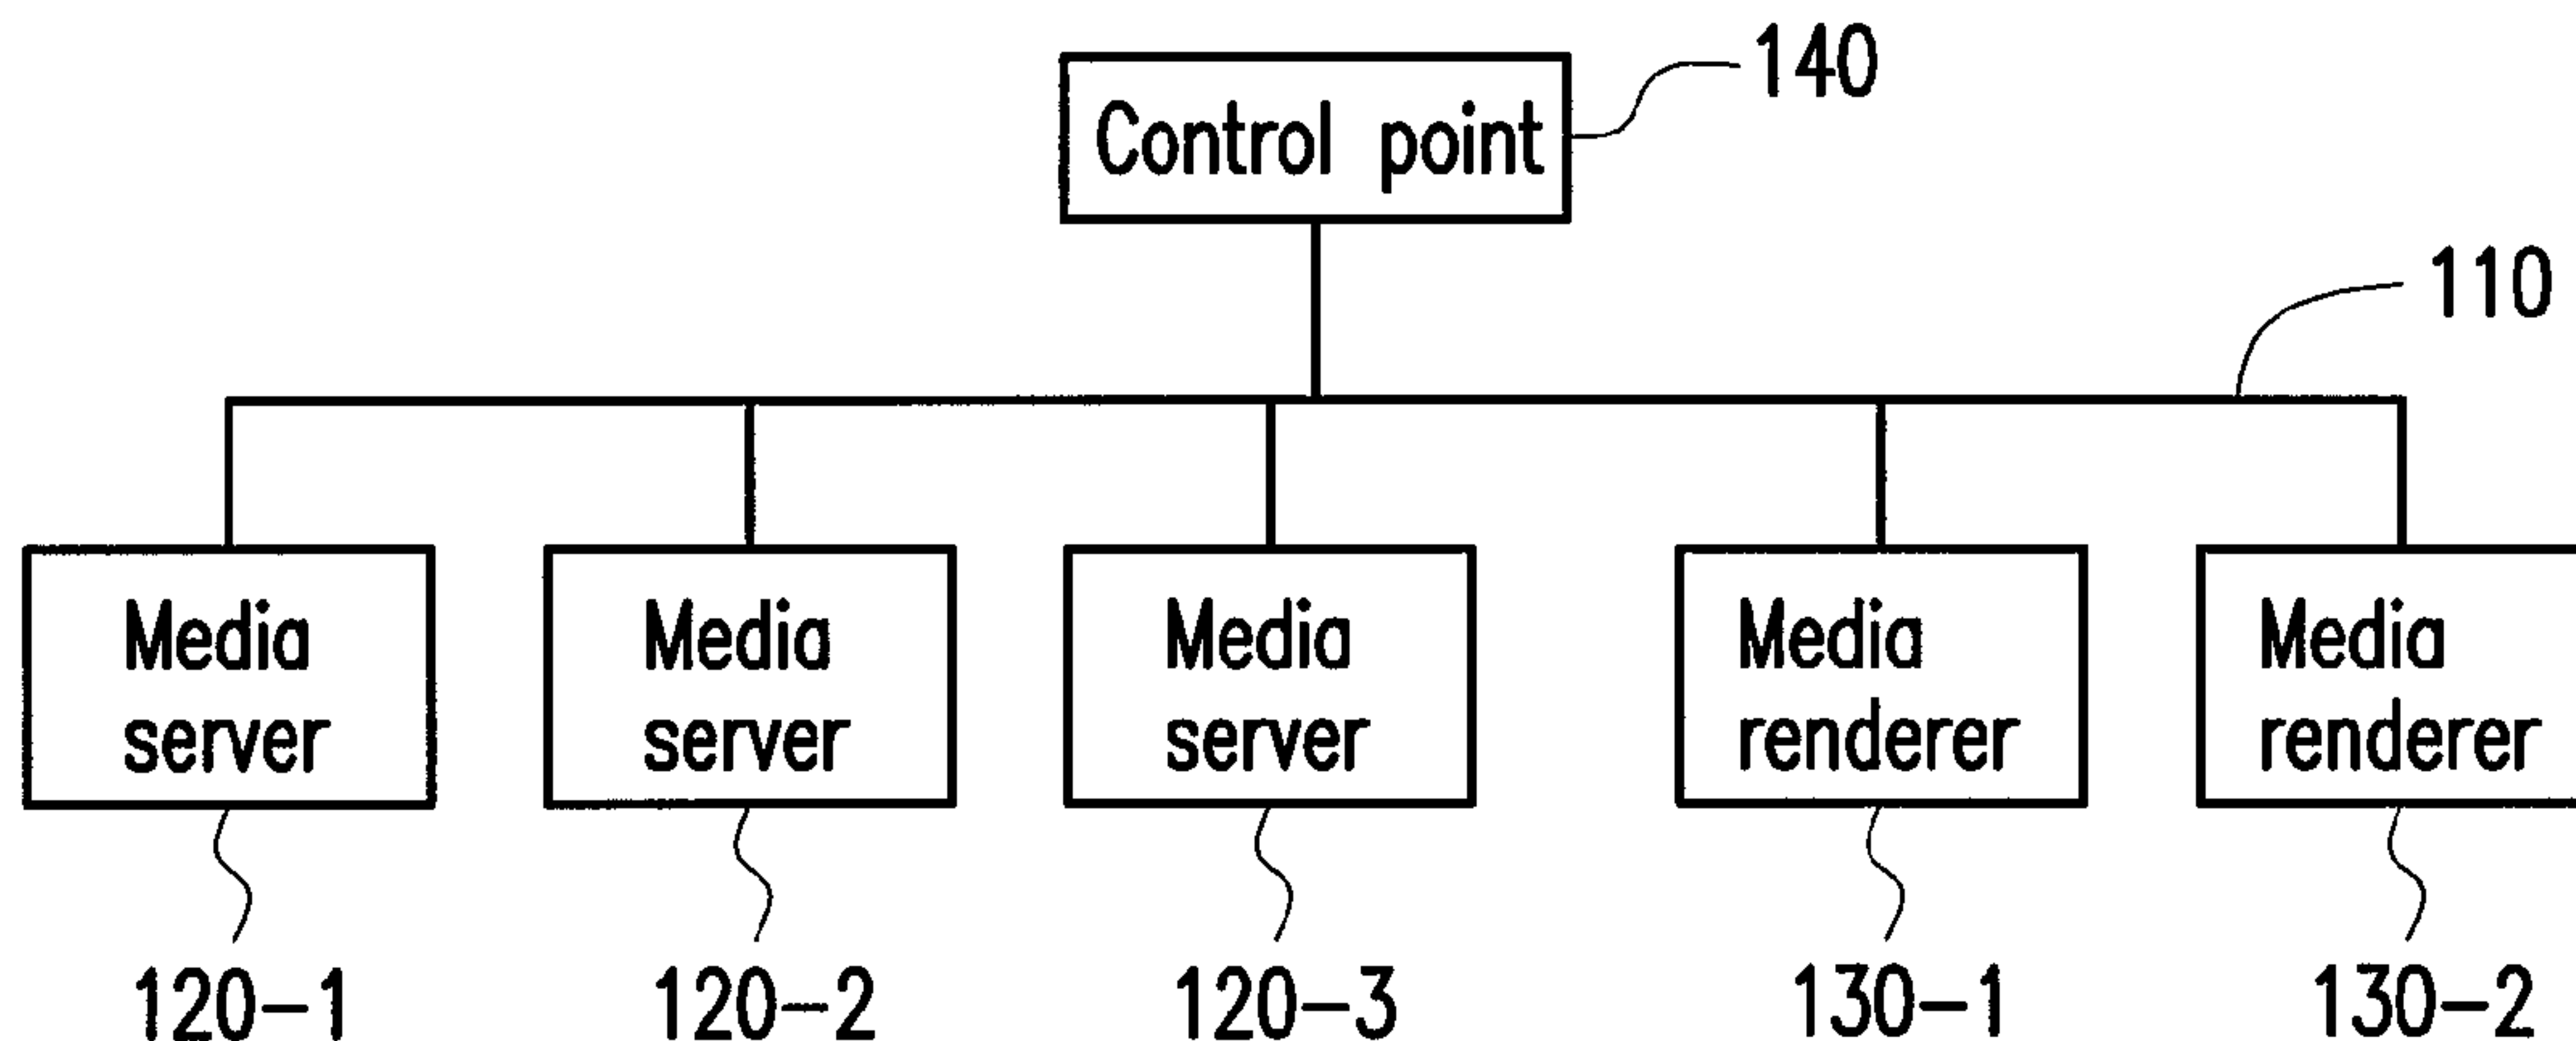 140
Control point
110
Media server
Media server
Media server
Media renderer
Media renderer
120-1
120-2
120-3
130-1
130-2